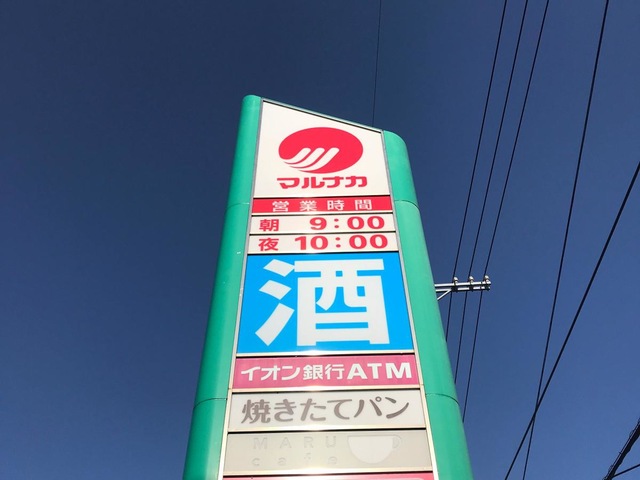 マルナカ
営業時間
朝 9:00
夜 10:00
酒
イオン銀行ATM
焼きたてパン
MARU
cafe